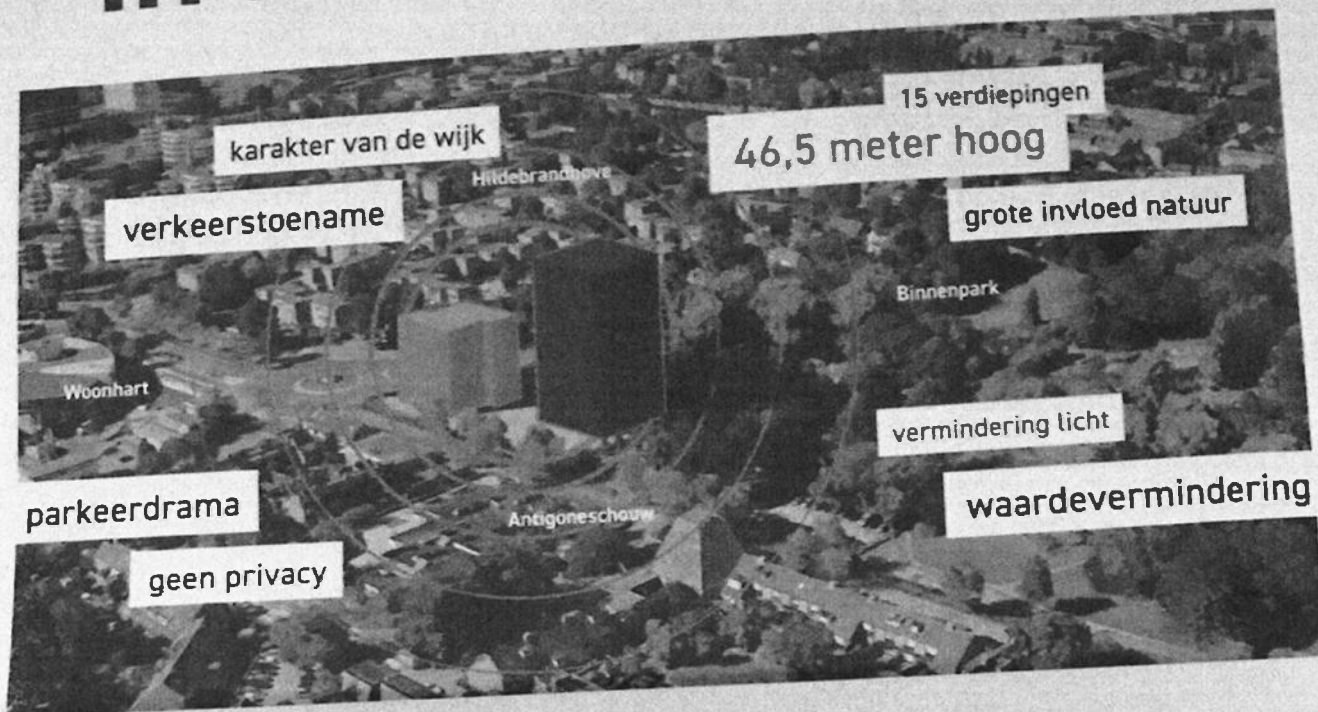 15 verdiepingen
karakter van de wijk
46,5 meter hoog
Hildebrandhove
verkeerstoename
grote invloed natuur
Binnenpark
Woonhart
vermindering licht
waardevermindering
parkeerdrama
Antigoneschouw
geen privacy